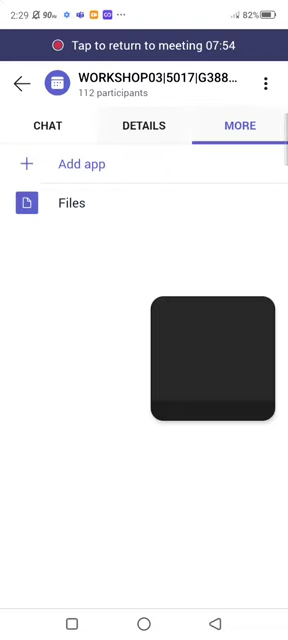 2:29
82%
Tap to return to meeting 07:54
WORKSHOP03|5017|G388...
112 participants
CHAT
DETAILS
MORE
Add app
Files